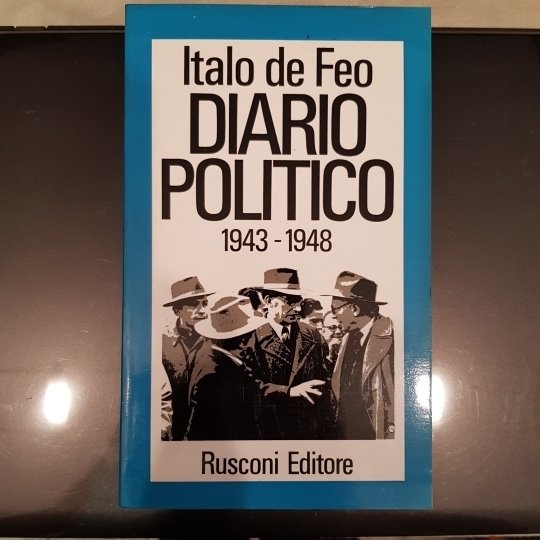 Italo de Feo
DIARIO
POLITICO
1943 - 1948
Rusconi Editore